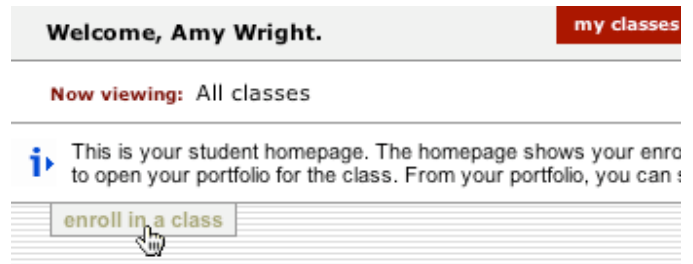 Welcome, Amy Wright.
my classes
Now viewing: All classes
This is your student homepage. The homepage shows your
to open your portfolio for the class. From your portfolio, you can
enroll in a class